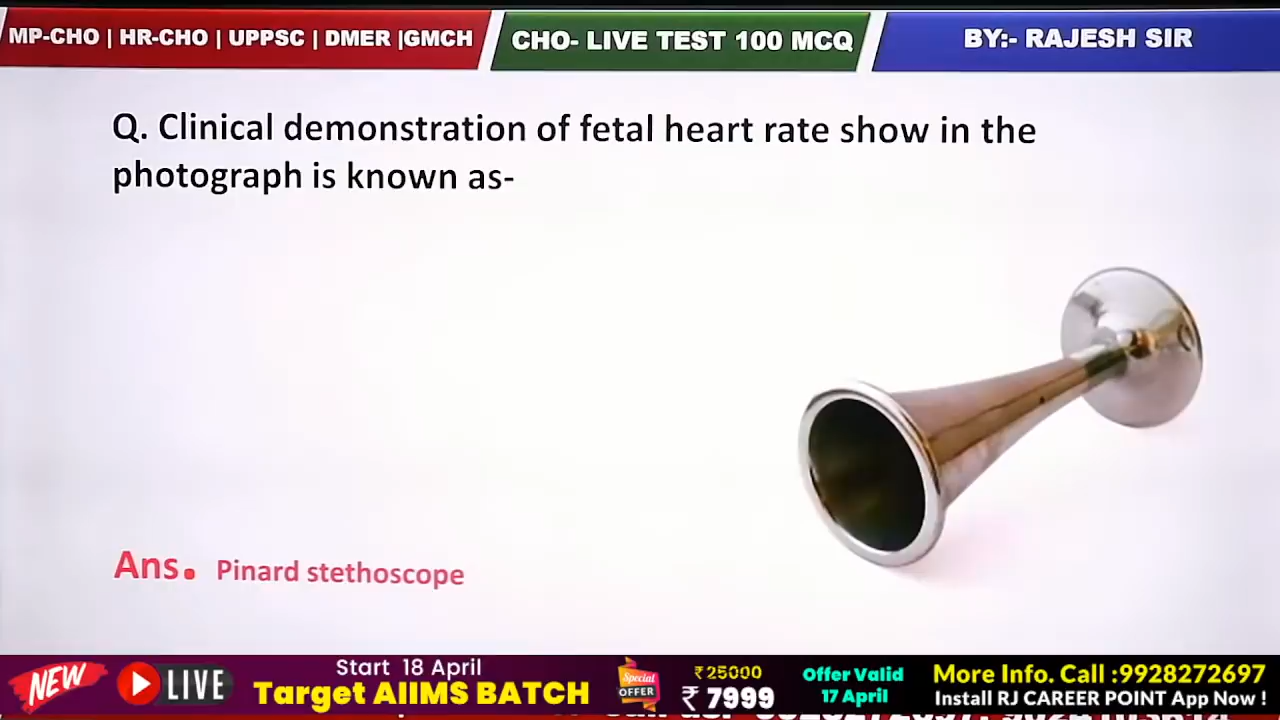 MP-CHO | HR-CHO | UPPSC | DMER |GMCH
CHO- LIVE TEST 100 MCQ
BY:- RAJESH SIR
Q. Clinical demonstration of fetal heart rate show in the
photograph is known as-
Ans. Pinard stethoscope
NEW
LIVE
Start 18 April
Target AIIMS BATCH
Special
OFFER
₹25000
₹7999
Offer Valid
17 April
More Info. Call :9928272697
Install RJ CAREER POINT App Now !